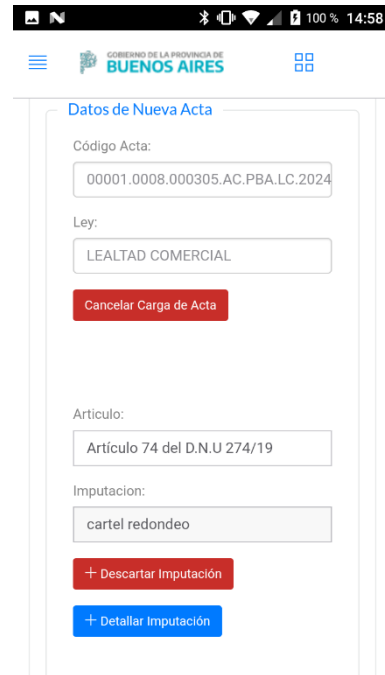 100 % 14:58
GOBIERNO DE LA PROVINCIA DE
BUENOS AIRES
Datos de Nueva Acta
Código Acta:
00001.0008.000305.AC.PBA.LC.2024
Ley:
LEALTAD COMERCIAL
Cancelar Carga de Acta
Articulo:
Artículo 74 del D.N.U 274/19
Imputacion:
cartel redondeo
+ Descartar Imputación
+ Detallar Imputación